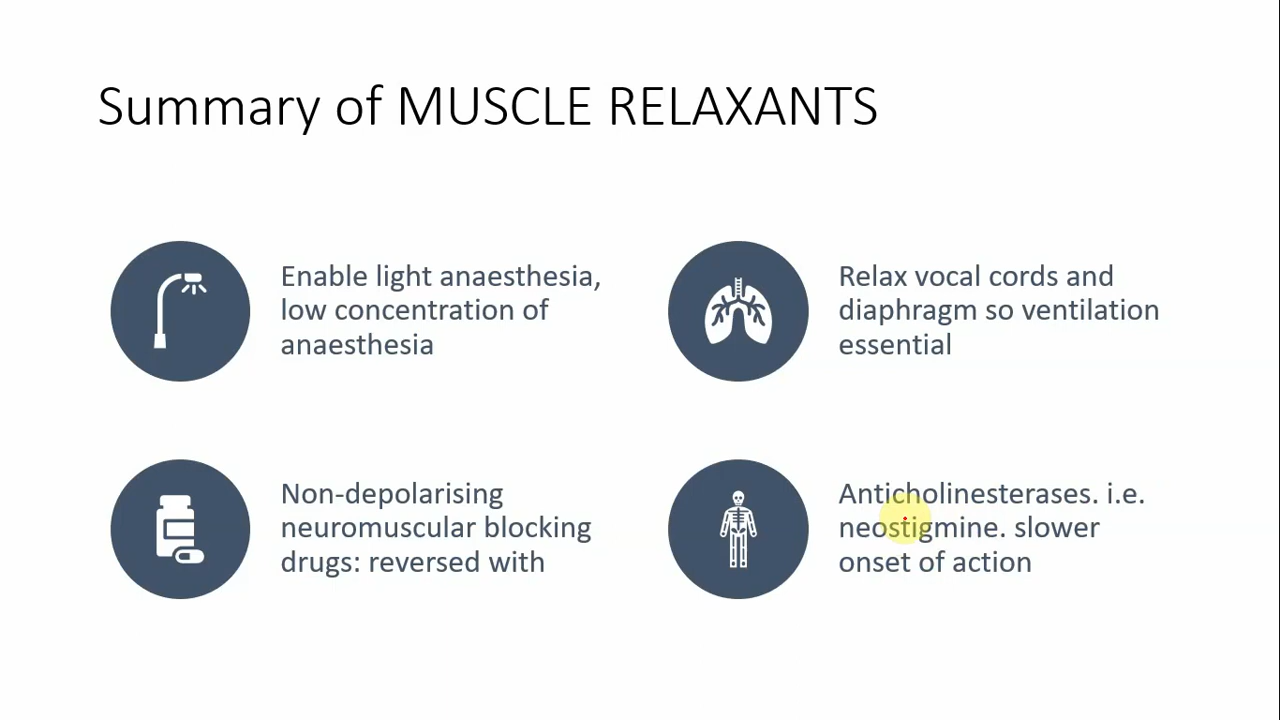 Summary of MUSCLE RELAXANTS
Enable light anaesthesia,
low concentration of
anaesthesia
Relax vocal cords and
diaphragm so ventilation
essential
Non-depolarising
neuromuscular blocking
drugs: reversed with
Anticholinesterases. i.e.
neostigmine. slower
onset of action